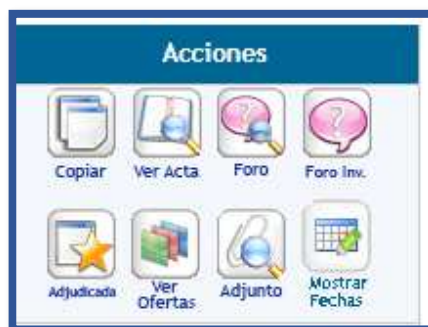 Acciones
Copiar Ver Acta Foro Foro Inv.
Adjudicada Ver Ofertas Adjunto Mostrar Fechas